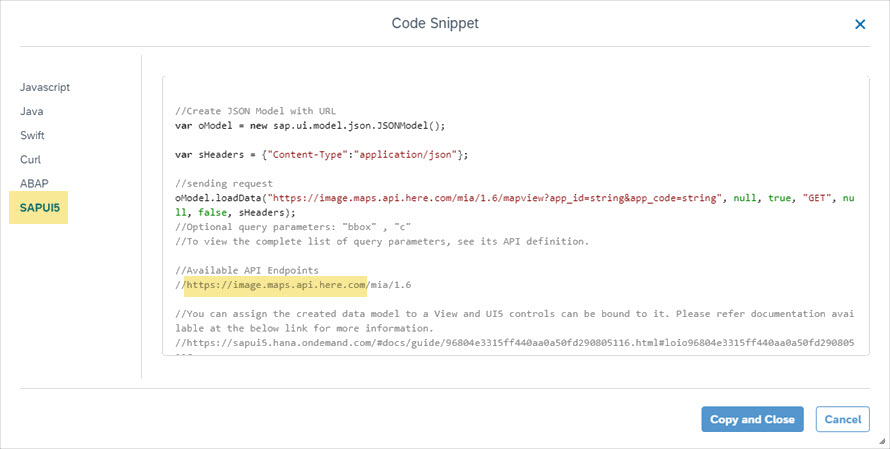 Code Snippet
Javascript
Java
Swift
Curl
ABAP
SAPUI5
//Create JSON Model with URL
var oModel = new sap.ui.model.json.JSONModel();
var sHeaders = {"Content-Type":"application/json"};
//sending request
oModel.loadData("https://image.maps.api.here.com/mia/1.6/mapview?app_id=string&app_code=string", null, true, "GET", nu
ll, false, sHeaders);
//Optional query parameters: "bbox" , "c"
//To view the complete list of query parameters, see its API definition.
//Available API Endpoints
//https://image.maps.api.here.com/mia/1.6
//You can assign the created data model to a View and UI5 controls can be bound to it. Please refer documentation avai
lable at the below link for more information.
//https://sapui5.hana.ondemand.com/#docs/guide/96804e3315ff440aa0a50fd290805116.html#loio96804e3315ff440aa0a50fd290805
Copy and Close
Cancel